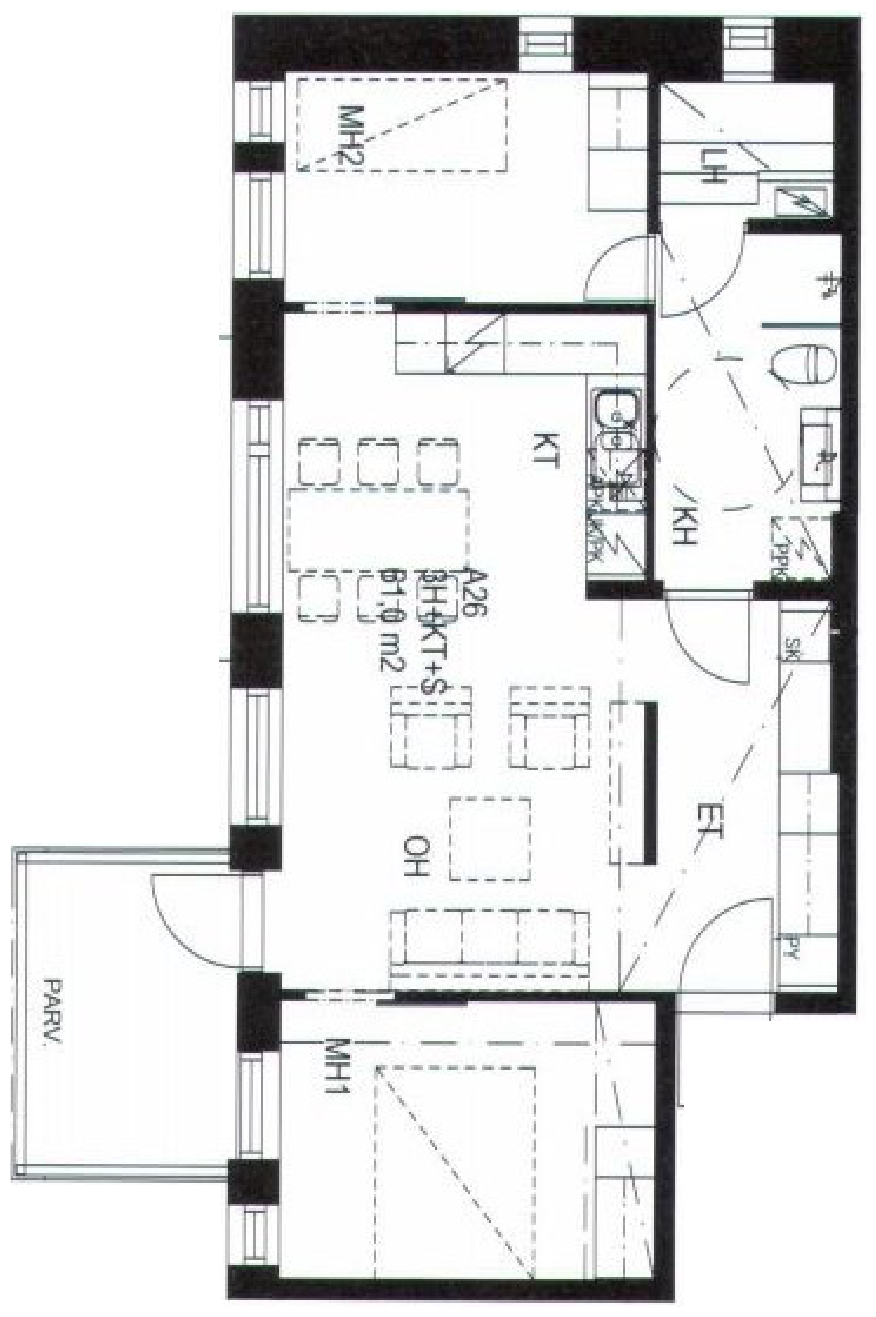 MH2
LH
KT
KH
APK
JK/PK
PPK
A26
3H+KT+S
61,0 m2
SK
ET
OH
PY
PARV.
MH1